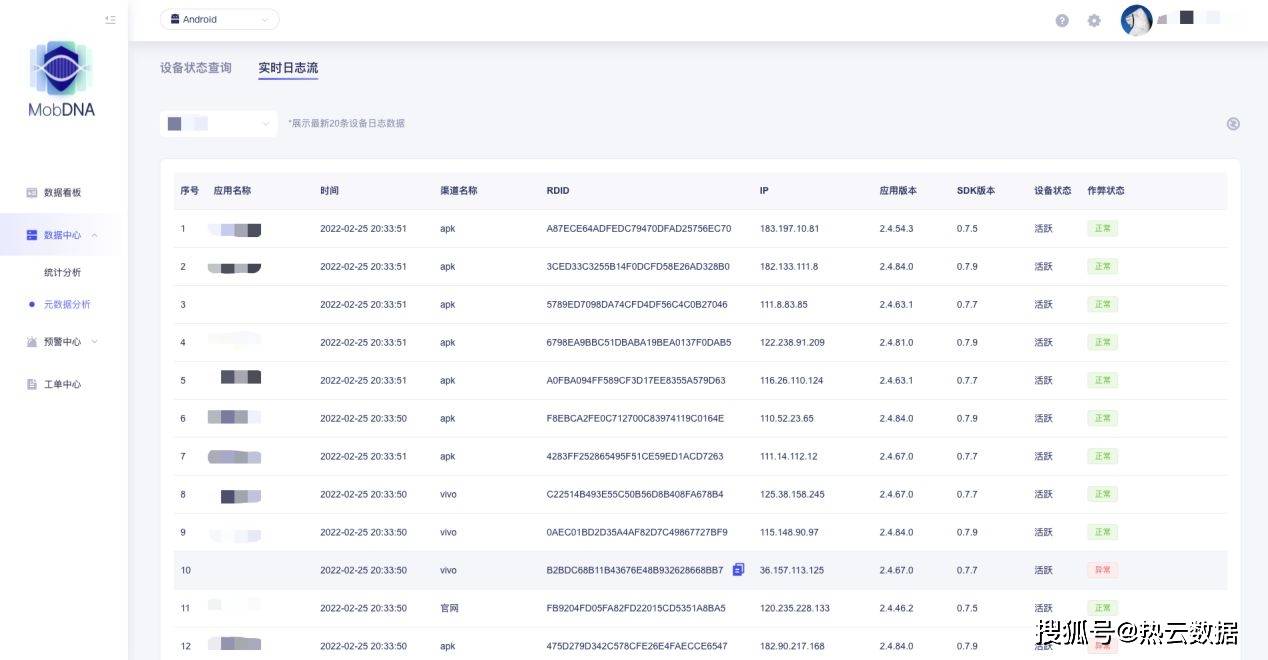 Android
MobDNA
设备状态查询 实时日志流
*展示最新20条设备日志数据
数据看板
数据中心
统计分析
元数据分析
预警中心
工单中心
序号 应用名称 时间 渠道名称 RDID IP 应用版本 SDK版本 设备状态 作弊状态
1 2022-02-25 20:33:51 apk A87ECE64ADFEDC79470DFAD25756EC70 183.197.10.81 2.4.54.3 0.7.5 活跃 正常
2 2022-02-25 20:33:51 apk 3CED33C3255B14F0DCFD58E26AD328B0 182.133.111.8 2.4.84.0 0.7.9 活跃 正常
3 2022-02-25 20:33:51 apk 5789ED7098DA74CFD4DF56C4C0B27046 111.8.83.85 2.4.63.1 0.7.7 活跃 正常
4 2022-02-25 20:33:51 apk 6798EA9BBC51DBABA19BEA0137F0DAB5 122.238.91.209 2.4.81.0 0.7.9 活跃 正常
5 2022-02-25 20:33:51 apk A0FBA094FF589CF3D17EE8355A579D63 116.26.110.124 2.4.63.1 0.7.7 活跃 正常
6 2022-02-25 20:33:50 apk F8EBCA2FE0C712700C83974119C0164E 110.52.23.65 2.4.84.0 0.7.9 活跃 正常
7 2022-02-25 20:33:51 apk 4283FF252865495F51CE59ED1ACD7263 111.14.112.12 2.4.67.0 0.7.7 活跃 正常
8 2022-02-25 20:33:50 vivo C22514B493E55C50B56D8B408FA678B4 125.38.158.245 2.4.67.0 0.7.7 活跃 正常
9 2022-02-25 20:33:50 vivo 0AEC01BD2D35A4AF82D7C49867727BF9 115.148.90.97 2.4.84.0 0.7.9 活跃 正常
10 2022-02-25 20:33:50 vivo B2BDC68B11B43676E48B932628668BB7 36.157.113.125 2.4.67.0 0.7.7 活跃 异常
11 2022-02-25 20:33:50 官网 FB9204FD05FA82FD22015CD5351A8BA5 120.235.228.133 2.4.46.2 0.7.5 活跃 正常
12 2022-02-25 20:33:50 apk 475D279D342C578CFE26E4FAECCE6547 182.90.217.168 2.4.84.0 0.7.9 活跃 异常
搜狐号@热云数据